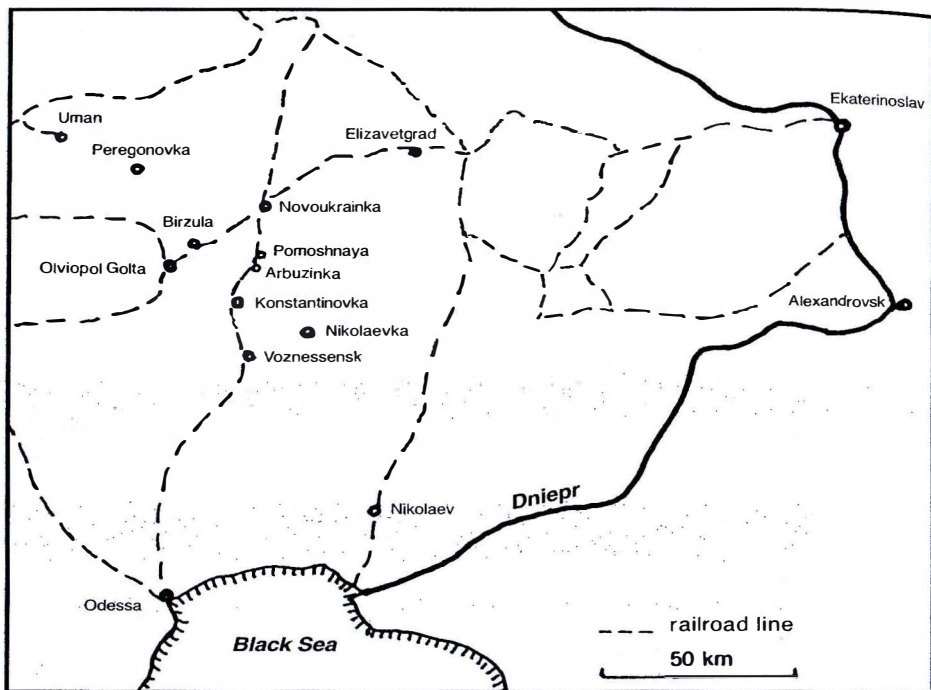 Ekaterinoslav
Uman
Elizavetgrad
Peregonovka
Novoukrainka
Birzula
Pomoshnaya
Olviopol Golta
Arbuzinka
Konstantinovka
Alexandrovsk
Nikolaevka
Voznessensk
Dniepr
Nikolaev
Odessa
Black Sea
railroad line
50 km